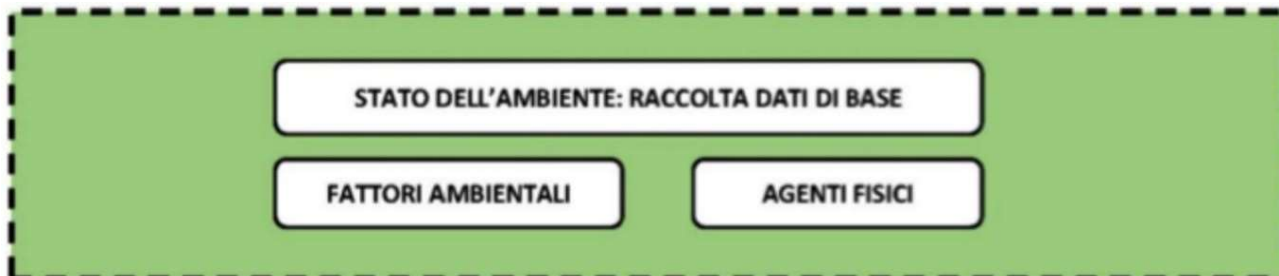 STATO DELL'AMBIENTE: RACCOLTA DATI DI BASE
FATTORI AMBIENTALI
AGENTI FISICI